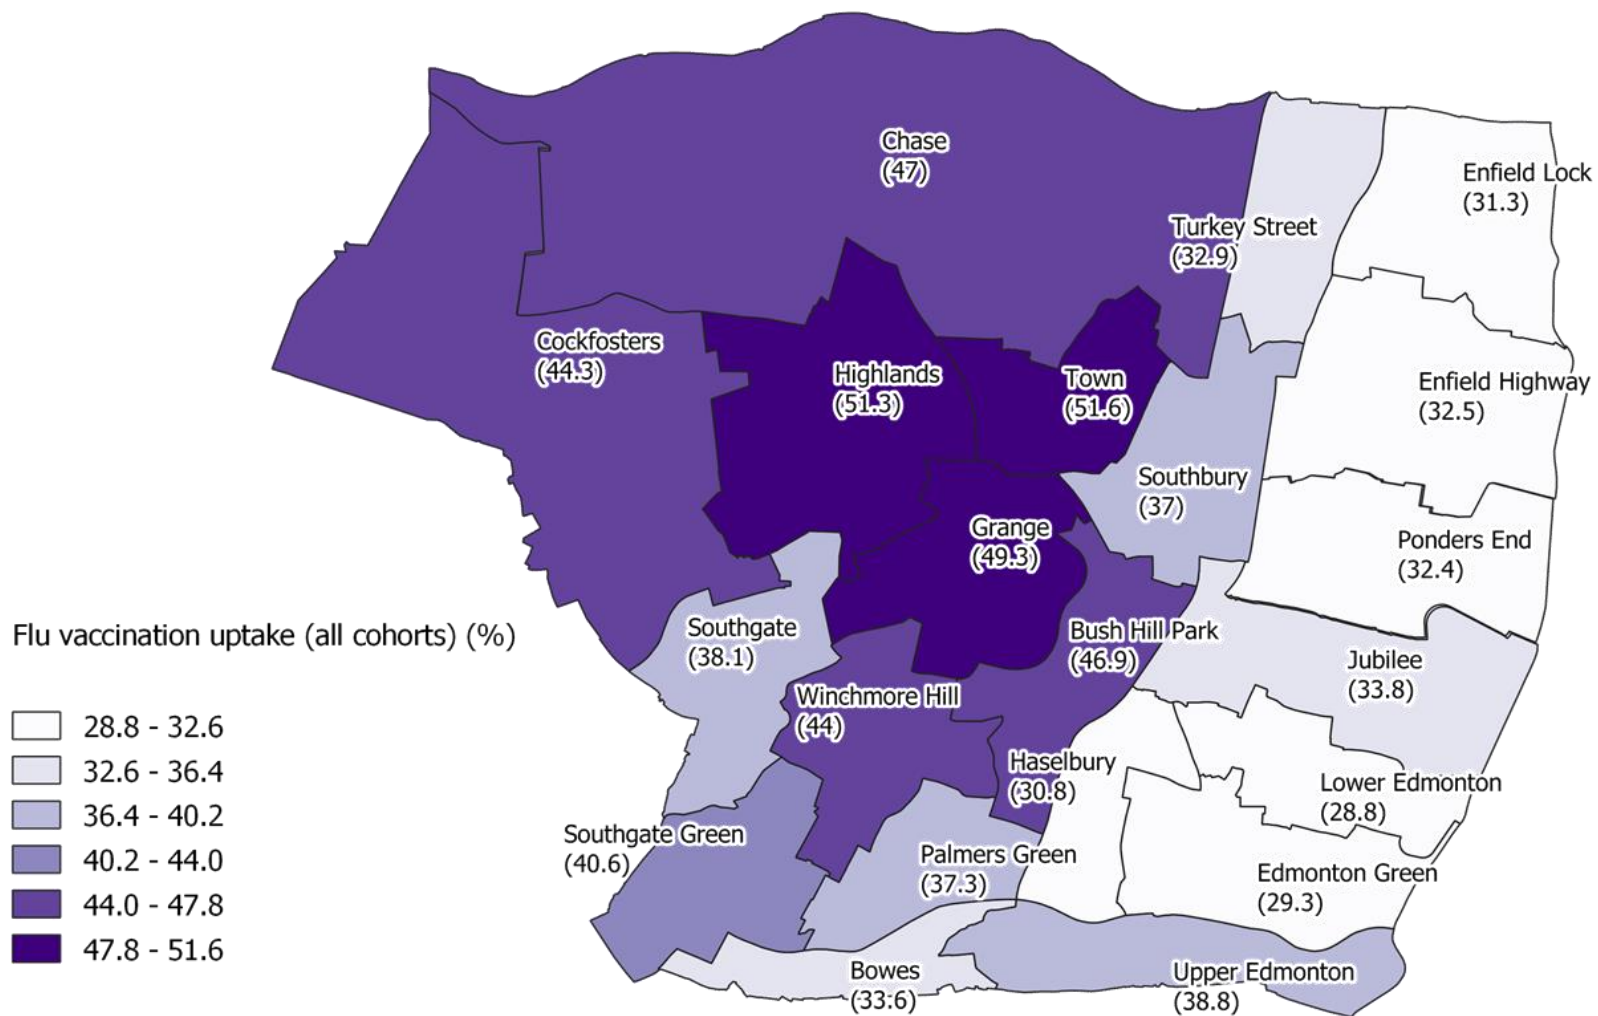 Chase
(47)
Enfield Lock
(31.3)
Turkey Street
(32.9)
Cockfosters
(44.3)
Highlands
(51.3)
Town
(51.6)
Enfield Highway
(32.5)
Southbury
(37)
Grange
(49.3)
Ponders End
(32.4)
Flu vaccination uptake (all cohorts) (%)
28.8 - 32.6
32.6 - 36.4
36.4 - 40.2
40.2 - 44.0
44.0 - 47.8
47.8 - 51.6
Southgate
(38.1)
Bush Hill Park
(46.9)
Jubilee
(33.8)
Winchmore Hill
(44)
Haselbury
(30.8)
Lower Edmonton
(28.8)
Southgate Green
(40.6)
Palmers Green
(37.3)
Edmonton Green
(29.3)
Bowes
(33.6)
Upper Edmonton
(38.8)